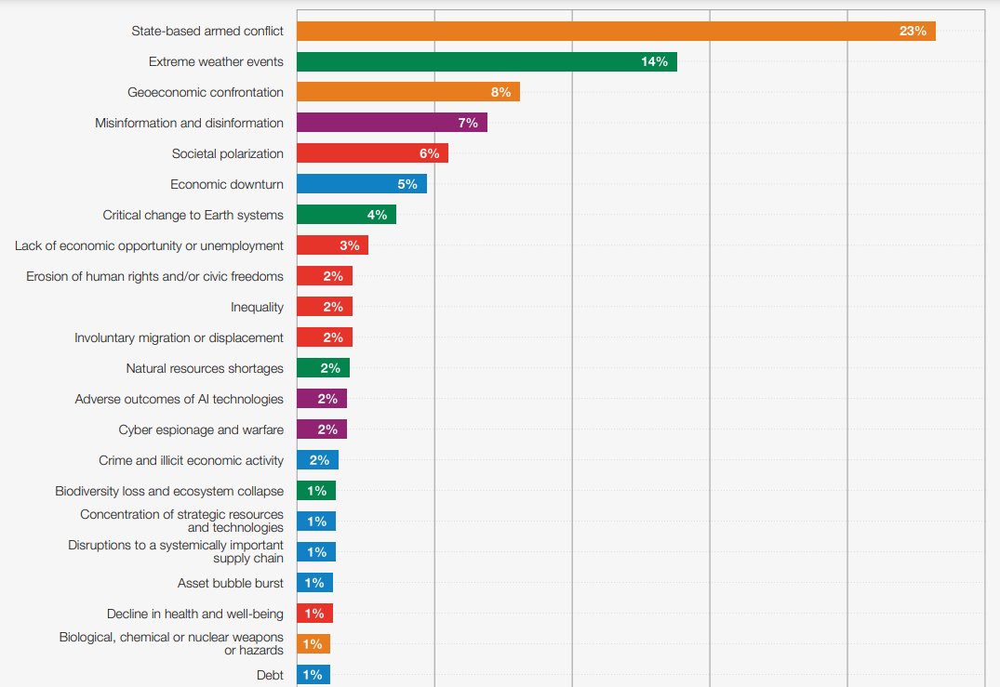 State-based armed conflict 23%
Extreme weather events 14%
Geoeconomic confrontation 8%
Misinformation and disinformation 7%
Societal polarization 6%
Economic downturn 5%
Critical change to Earth systems 4%
Lack of economic opportunity or unemployment 3%
Erosion of human rights and/or civic freedoms 2%
Inequality 2%
Involuntary migration or displacement 2%
Natural resources shortages 2%
Adverse outcomes of AI technologies 2%
Cyber espionage and warfare 2%
Crime and illicit economic activity 2%
Biodiversity loss and ecosystem collapse 1%
Concentration of strategic resources
and technologies 1%
Disruptions to a systemically important
supply chain 1%
Asset bubble burst 1%
Decline in health and well-being 1%
Biological, chemical or nuclear weapons
or hazards 1%
Debt 1%